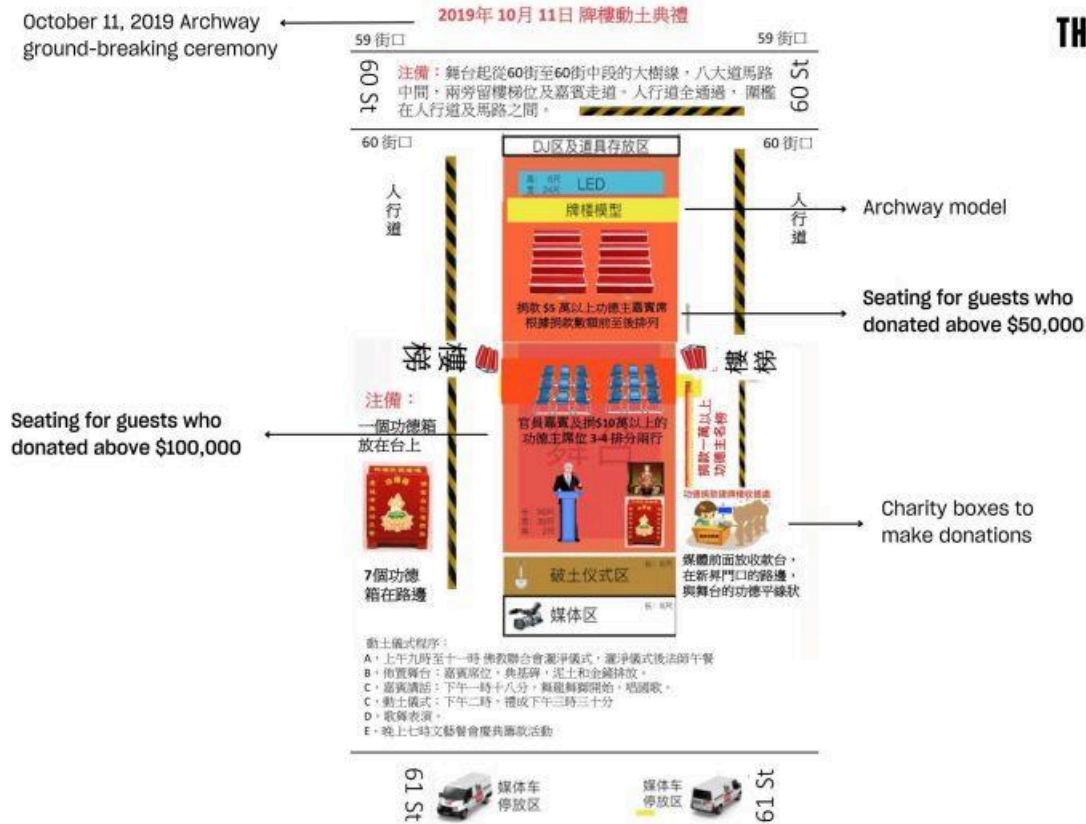 October 11, 2019 Archway
ground-breaking ceremony
2019年 10月 11日 牌樓動土典禮
TH
59 街口
59 街口
60 St
注備：舞台起從60街至60街中段的大樹線，八大道馬路
中間，兩旁留樓梯位及嘉賓走道。人行道全通過， 圍欄
在人行道及馬路之間。
60 St
60 街口
60 街口
DJ区及道具存放区
高： 6尺
宽：24尺
LED
牌楼模型
Archway model
人行道
人行道
捐款 $5 萬以上功德主嘉賓席
根據捐款數額前至後排列
Seating for guests who
donated above $50,000
樓梯
樓梯
注備：
一個功德箱
放在台上
Seating for guests who
donated above $100,000
官員嘉賓及捐$10萬以上的
功德主席位 3-4 排分兩行
捐款一萬以上
功德主名榜
功德箱
Charity boxes to
make donations
7個功德
箱在路邊
媒體前面放收款台，
在新昇門口的路邊，
與舞台的功德平線狀
破土仪式区
媒体区
動土儀式程序：
A，上午九時至十一時 佛教聯合會灑淨儀式，灑淨儀式後法師午餐
B，佈置舞台：嘉賓席位，典基碑，泥土和金鏟排放。
C，嘉賓講話：下午一時十八分，舞龍舞獅開始，唱國歌。
C，動土儀式：下午二時，禮成下午三時三十分
D，歌舞表演。
E，晚上七時文藝餐會慶典籌款活動
61 St
媒体车
停放区
媒体车
停放区
61 St